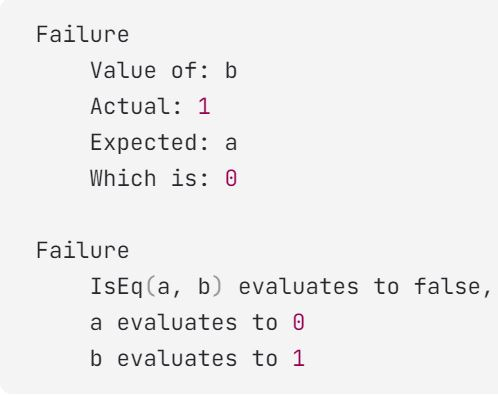 Failure
Value of: b
Actual: 1
Expected: a
Which is: 0
Failure
IsEq(a, b) evaluates to false,
a evaluates to 0
b evaluates to 1